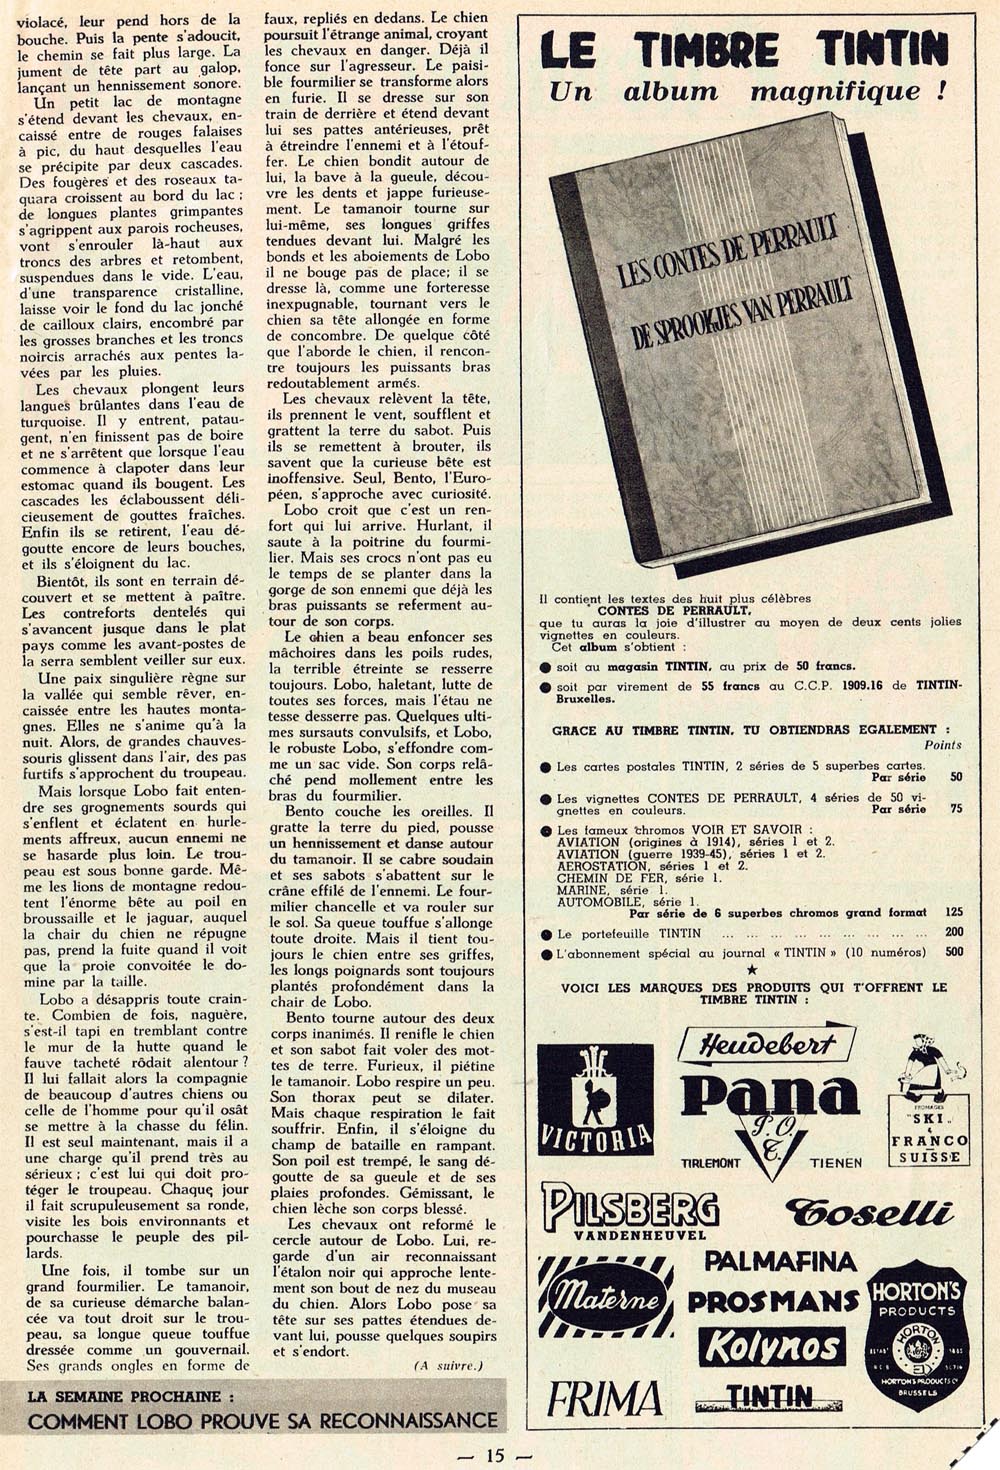 violacé, leur pend hors de la
bouche. Puis la pente s'adoucit,
le chemin se fait plus large. La
jument de tête part au galop,
lançant un hennissement sonore.
Un petit lac de montagne
s'étend devant les chevaux, en-
caissé entre de rouges falaises
à pic, du haut desquelles l'eau
se précipite par deux cascades.
Des fougères et des roseaux ta-
quara croissent au bord du lac ;
de longues plantes grimpantes
s'agrippent aux parois rocheuses,
vont s'enrouler là-haut aux
troncs des arbres et retombent,
suspendues dans le vide. L'eau,
d'une transparence cristalline,
laisse voir le fond du lac jonché
de cailloux clairs, encombré par
les grosses branches et les troncs
noircis arrachés aux pentes la-
vées par les pluies.
Les chevaux plongent leurs
langues brûlantes dans l'eau de
turquoise. Il y entrent, patau-
gent, n'en finissent pas de boire
et ne s'arrêtent que lorsque l'eau
commence à clapoter dans leur
estomac quand ils bougent. Les
cascades les éclaboussent déli-
cieusement de gouttes fraîches.
Enfin ils se retirent, l'eau dé-
goutte encore de leurs bouches,
et ils s'éloignent du lac.
Bientôt, ils sont en terrain dé-
couvert et se mettent à paître.
Les contreforts dentelés qui
s'avancent jusque dans le plat
pays comme les avant-postes de
la serra semblent veiller sur eux.
Une paix singulière règne sur
la vallée qui semble rêver, en-
caissée entre les hautes monta-
gnes. Elles ne s'anime qu'à la
nuit. Alors, de grandes chauves-
souris glissent dans l'air, des pas
furtifs s'approchent du troupeau.
Mais lorsque Lobo fait enten-
dre ses grognements sourds qui
s'enflent et éclatent en hurle-
ments affreux, aucun ennemi ne
se hasarde plus loin. Le trou-
peau est sous bonne garde. Mê-
me les lions de montagne redou-
tent l'énorme bête au poil en
broussaille et le jaguar, auquel
la chair du chien ne répugne
pas, prend la fuite quand il voit
que la proie convoitée le do-
mine par la taille.
Lobo a désappris toute crain-
te. Combien de fois, naguère,
s'est-il tapi en tremblant contre
le mur de la hutte quand le
fauve tacheté rôdait alentour ?
Il lui fallait alors la compagnie
de beaucoup d'autres chiens ou
celle de l'homme pour qu'il osât
se mettre à la chasse du félin.
Il est seul maintenant, mais il a
une charge qu'il prend très au
sérieux ; c'est lui qui doit pro-
téger le troupeau. Chaque jour
il fait scrupuleusement sa ronde,
visite les bois environnants et
pourchasse le peuple des pil-
lards.
Une fois, il tombe sur un
grand fourmilier. Le tamanoir,
de sa curieuse démarche balan-
cée va tout droit sur le trou-
peau, sa longue queue touffue
dressée comme un gouvernail.
Ses grands ongles en forme de
faux, repliés en dedans. Le chien
poursuit l'étrange animal, croyant
les chevaux en danger. Déjà il
fonce sur l'agresseur. Le paisi-
ble fourmilier se transforme alors
en furie. Il se dresse sur son
train de derrière et étend devant
lui ses pattes antérieures, prêt
à étreindre l'ennemi et à l'étouf-
fer. Le chien bondit autour de
lui, la bave à la gueule, décou-
vre les dents et jappe furieuse-
ment. Le tamanoir tourne sur
lui-même, ses longues griffes
tendues devant lui. Malgré les
bonds et les aboiements de Lobo
il ne bouge pas de place; il se
dresse là, comme une forteresse
inexpugnable, tournant vers le
chien sa tête allongée en forme
de concombre. De quelque côté
que l'aborde le chien, il rencon-
tre toujours les puissants bras
redoutablement armés.
Les chevaux relèvent la tête,
ils prennent le vent, soufflent et
grattent la terre du sabot. Puis
ils se remettent à brouter, ils
savent que la curieuse bête est
inoffensive. Seul, Bento, l'Euro-
péen, s'approche avec curiosité.
Lobo croit que c'est un ren-
fort qui lui arrive. Hurlant, il
saute à la poitrine du fourmi-
lier. Mais ses crocs n'ont pas eu
le temps de se planter dans la
gorge de son ennemi que déjà les
bras puissants se referment au-
tour de son corps.
Le chien a beau enfoncer ses
mâchoires dans les poils rudes,
la terrible étreinte se resserre
toujours. Lobo, haletant, lutte de
toutes ses forces, mais l'étau ne
tesse desserre pas. Quelques ulti-
mes sursauts convulsifs, et Lobo,
le robuste Lobo, s'effondre com-
me un sac vide. Son corps relâ-
ché pend mollement entre les
bras du fourmilier.
Bento couche les oreilles. Il
gratte la terre du pied, pousse
un hennissement et danse autour
du tamanoir. Il se cabre soudain
et ses sabots s'abattent sur le
crâne effilé de l'ennemi. Le four-
milier chancelle et va rouler sur
le sol. Sa queue touffue s'allonge
toute droite. Mais il tient tou-
jours le chien entre ses griffes,
les longs poignards sont toujours
plantés profondément dans la
chair de Lobo.
Bento tourne autour des deux
corps inanimés. Il renifle le chien
et son sabot fait voler des mot-
tes de terre. Furieux, il piétine
le tamanoir. Lobo respire un peu.
Son thorax peut se dilater.
Mais chaque respiration le fait
souffrir. Enfin, il s'éloigne du
champ de bataille en rampant.
Son poil est trempé, le sang dé-
goutte de sa gueule et de ses
plaies profondes. Gémissant, le
chien lèche son corps blessé.
Les chevaux ont reformé le
cercle autour de Lobo. Lui, re-
garde d'un air reconnaissant
l'étalon noir qui approche lente-
ment son bout de nez du museau
du chien. Alors Lobo pose sa
tête sur ses pattes étendues de-
vant lui, pousse quelques soupirs
et s'endort.
(A suivre.)
LA SEMAINE PROCHAINE :
COMMENT LOBO PROUVE SA RECONNAISSANCE
LE TIMBRE TINTIN
Un album magnifique !
LES CONTES DE PERRAULT
DE SPROOKJES VAN PERRAULT
Il contient les textes des huit plus célèbres
CONTES DE PERRAULT,
que tu auras la joie d'illustrer au moyen de deux cents jolies
vignettes en couleurs.
Cet album s'obtient :
● soit au magasin TINTIN, au prix de 50 francs.
● soit par virement de 55 francs au C.C.P. 1909.16 de TINTIN-
Bruxelles.
GRACE AU TIMBRE TINTIN, TU OBTIENDRAS EGALEMENT :
Points
● Les cartes postales TINTIN, 2 séries de 5 superbes cartes.
Par série 50
● Les vignettes CONTES DE PERRAULT, 4 séries de 50 vi-
gnettes en couleurs. Par série 75
● Les fameux chromos VOIR ET SAVOIR :
AVIATION (origines à 1914), séries 1 et 2.
AVIATION (guerre 1939-45), séries 1 et 2.
AEROSTATION, séries 1 et 2.
CHEMIN DE FER, série 1.
MARINE, série 1.
AUTOMOBILE, série 1.
Par série de 6 superbes chromos grand format 125
● Le portefeuille TINTIN ... ... ... ... ... ... ... ... 200
● L'abonnement spécial au journal « TINTIN » (10 numéros) 500
★
VOICI LES MARQUES DES PRODUITS QUI T'OFFRENT LE
TIMBRE TINTIN :
VICTORIA
Heudebert
Pana
P.O.
T.
TIRLEMONT TIENEN
FROMAGES
"SKI"
&
FRANCO
SUISSE
PILSBERG
VANDENHEUVEL
Toselli
Materne
PALMAFINA
PROSMANS
Kolynos
TINTIN
FRIMA
HORTON'S
PRODUCTS
HORTON
HORTON'S PRODUCTS Cy
BRUSSELS
— 15 —